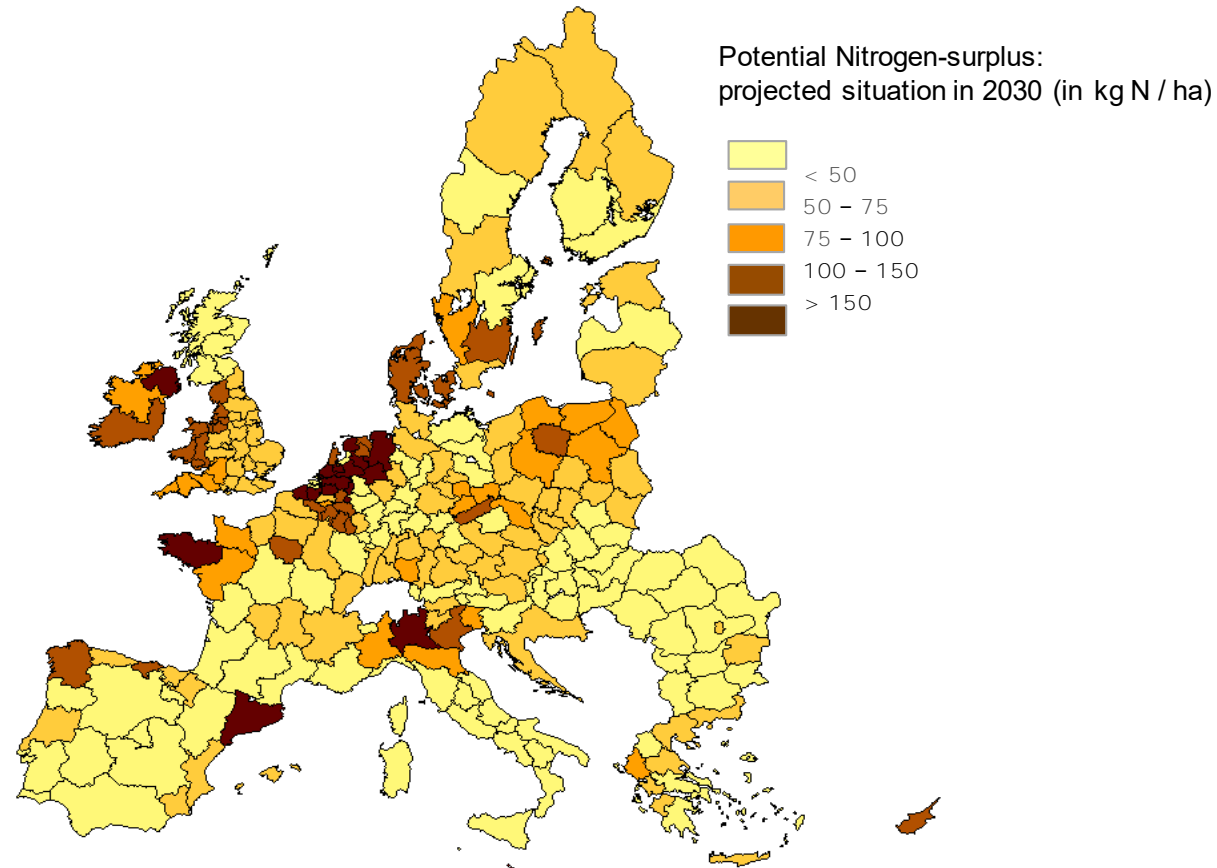 Potential Nitrogen-surplus:
projected situation in 2030 (in kg N / ha)
< 50
50 – 75
75 – 100
100 – 150
> 150